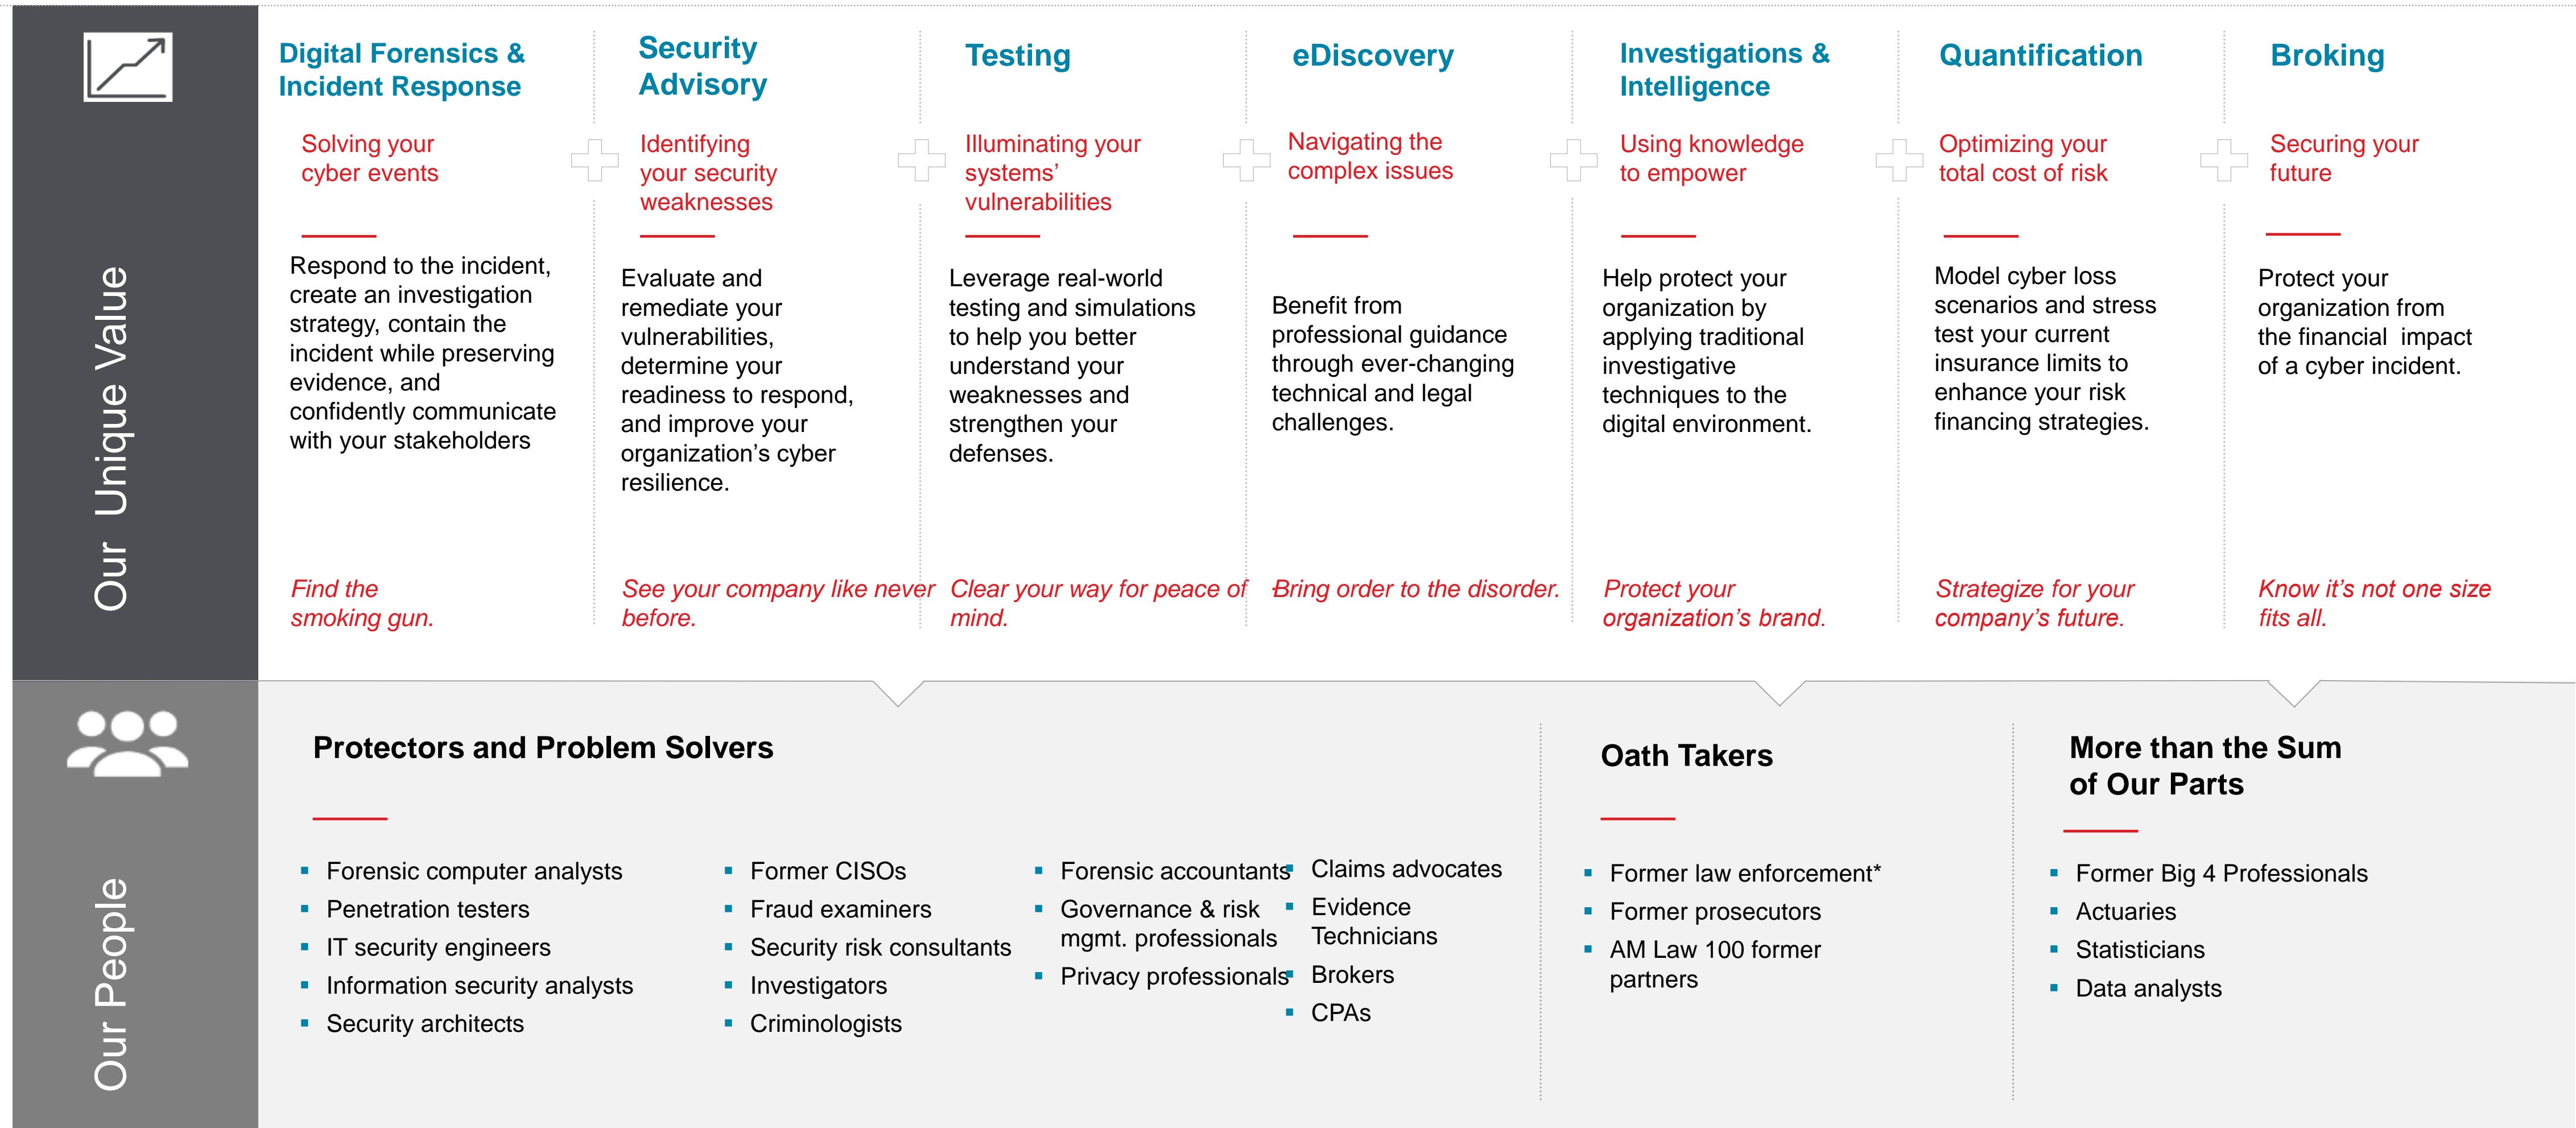 Our Unique Value
Digital Forensics &
Incident Response
Solving your
cyber events
Respond to the incident,
create an investigation
strategy, contain the
incident while preserving
evidence, and
confidently communicate
with your stakeholders
Find the
smoking gun.
Security
Advisory
Identifying
your security
weaknesses
Evaluate and
remediate your
vulnerabilities,
determine your
readiness to respond,
and improve your
organization’s cyber
resilience.
See your company like never
before.
Testing
Illuminating your
systems’
vulnerabilities
Leverage real-world
testing and simulations
to help you better
understand your
weaknesses and
strengthen your
defenses.
Clear your way for peace of
mind.
eDiscovery
Navigating the
complex issues
Benefit from
professional guidance
through ever-changing
technical and legal
challenges.
Bring order to the disorder.
Investigations &
Intelligence
Using knowledge
to empower
Help protect your
organization by
applying traditional
investigative
techniques to the
digital environment.
Protect your
organization’s brand.
Quantification
Optimizing your
total cost of risk
Model cyber loss
scenarios and stress
test your current
insurance limits to
enhance your risk
financing strategies.
Strategize for your
company’s future.
Broking
Securing your
future
Protect your
organization from
the financial  impact
of a cyber incident.
Know it’s not one size
fits all.
Our People
Protectors and Problem Solvers
▪ Forensic computer analysts
▪ Penetration testers
▪ IT security engineers
▪ Information security analysts
▪ Security architects
▪ Former CISOs
▪ Fraud examiners
▪ Security risk consultants
▪ Investigators
▪ Criminologists
▪ Forensic accountants
▪ Governance & risk
mgmt. professionals
▪ Privacy professionals
▪ Claims advocates
▪ Evidence
Technicians
▪ Brokers
▪ CPAs
Oath Takers
▪ Former law enforcement*
▪ Former prosecutors
▪ AM Law 100 former
partners
More than the Sum
of Our Parts
▪ Former Big 4 Professionals
▪ Actuaries
▪ Statisticians
▪ Data analysts